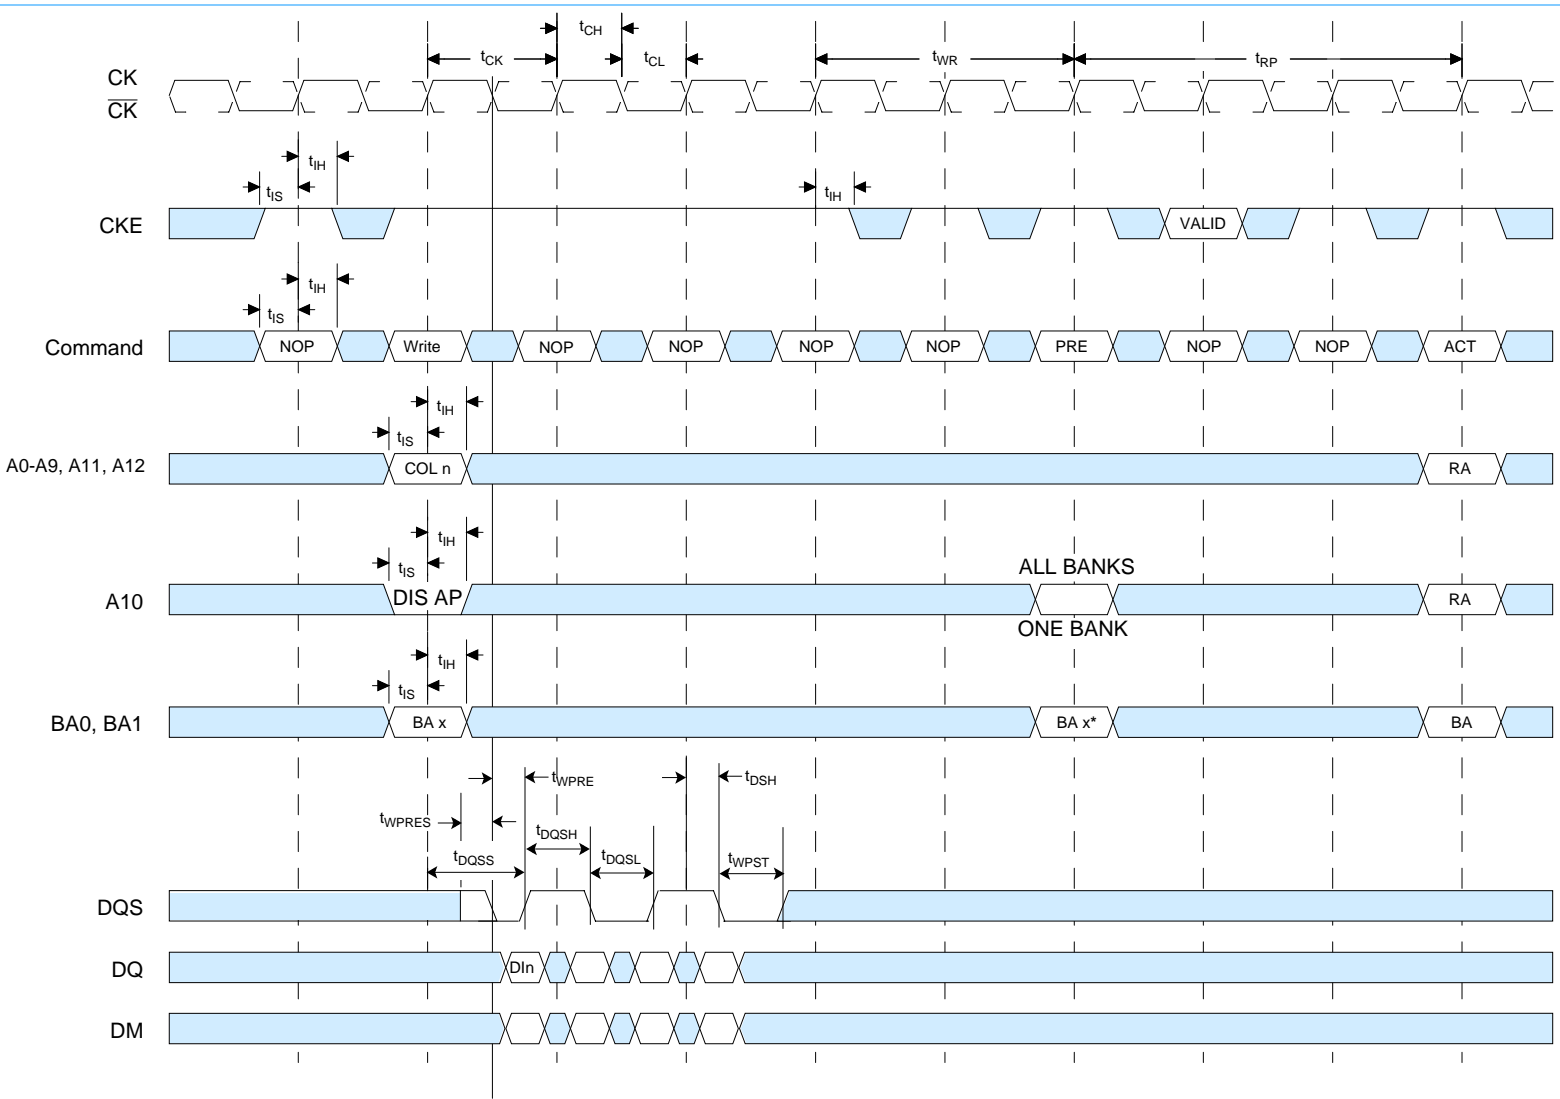 tCH
tCK tCL tWR tRP
CK
CK
tIH
tIS tIH
CKE VALID
tIH
tIS
Command NOP Write NOP NOP NOP NOP PRE NOP NOP ACT
tIH
tIS
A0-A9, A11, A12 COL n RA
tIH
tIS ALL BANKS
A10 DIS AP RA
ONE BANK
tIH
tIS
BA0, BA1 BA x BA x* BA
tWPRE tDSH
tWPRES tDQSH
tDQSS tDQSL tWPST
DQS
DQ DIn
DM